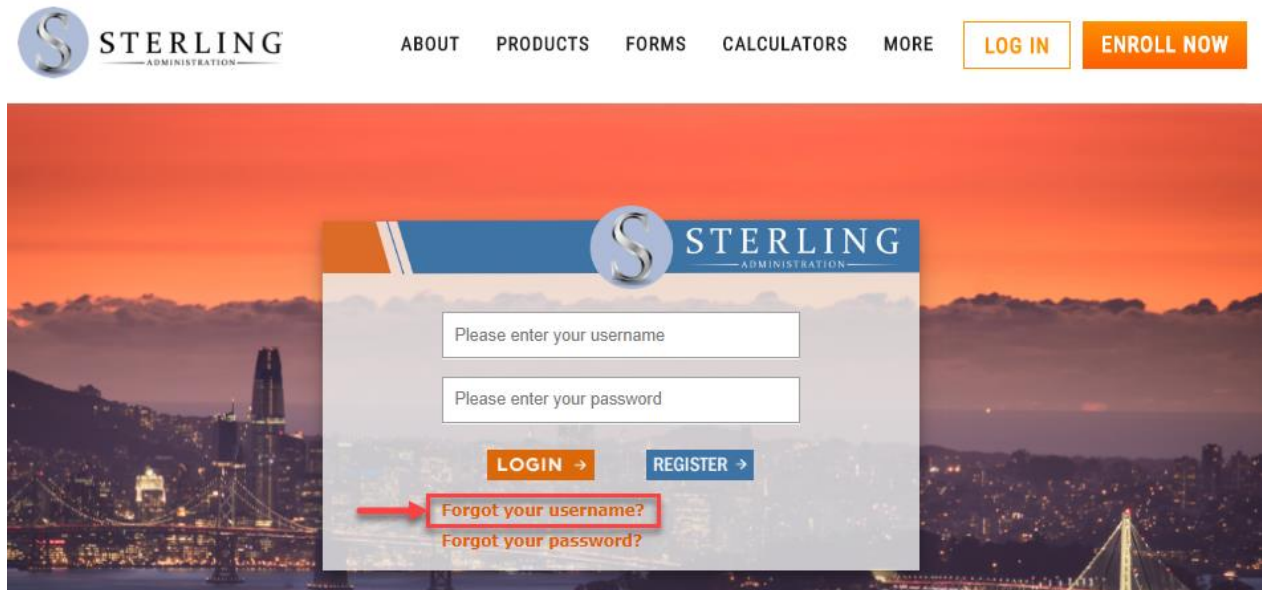 STERLING
ADMINISTRATION
ABOUT PRODUCTS FORMS CALCULATORS MORE LOG IN ENROLL NOW
STERLING
ADMINISTRATION
Please enter your username
Please enter your password
LOGIN → REGISTER →
Forgot your username?
Forgot your password?